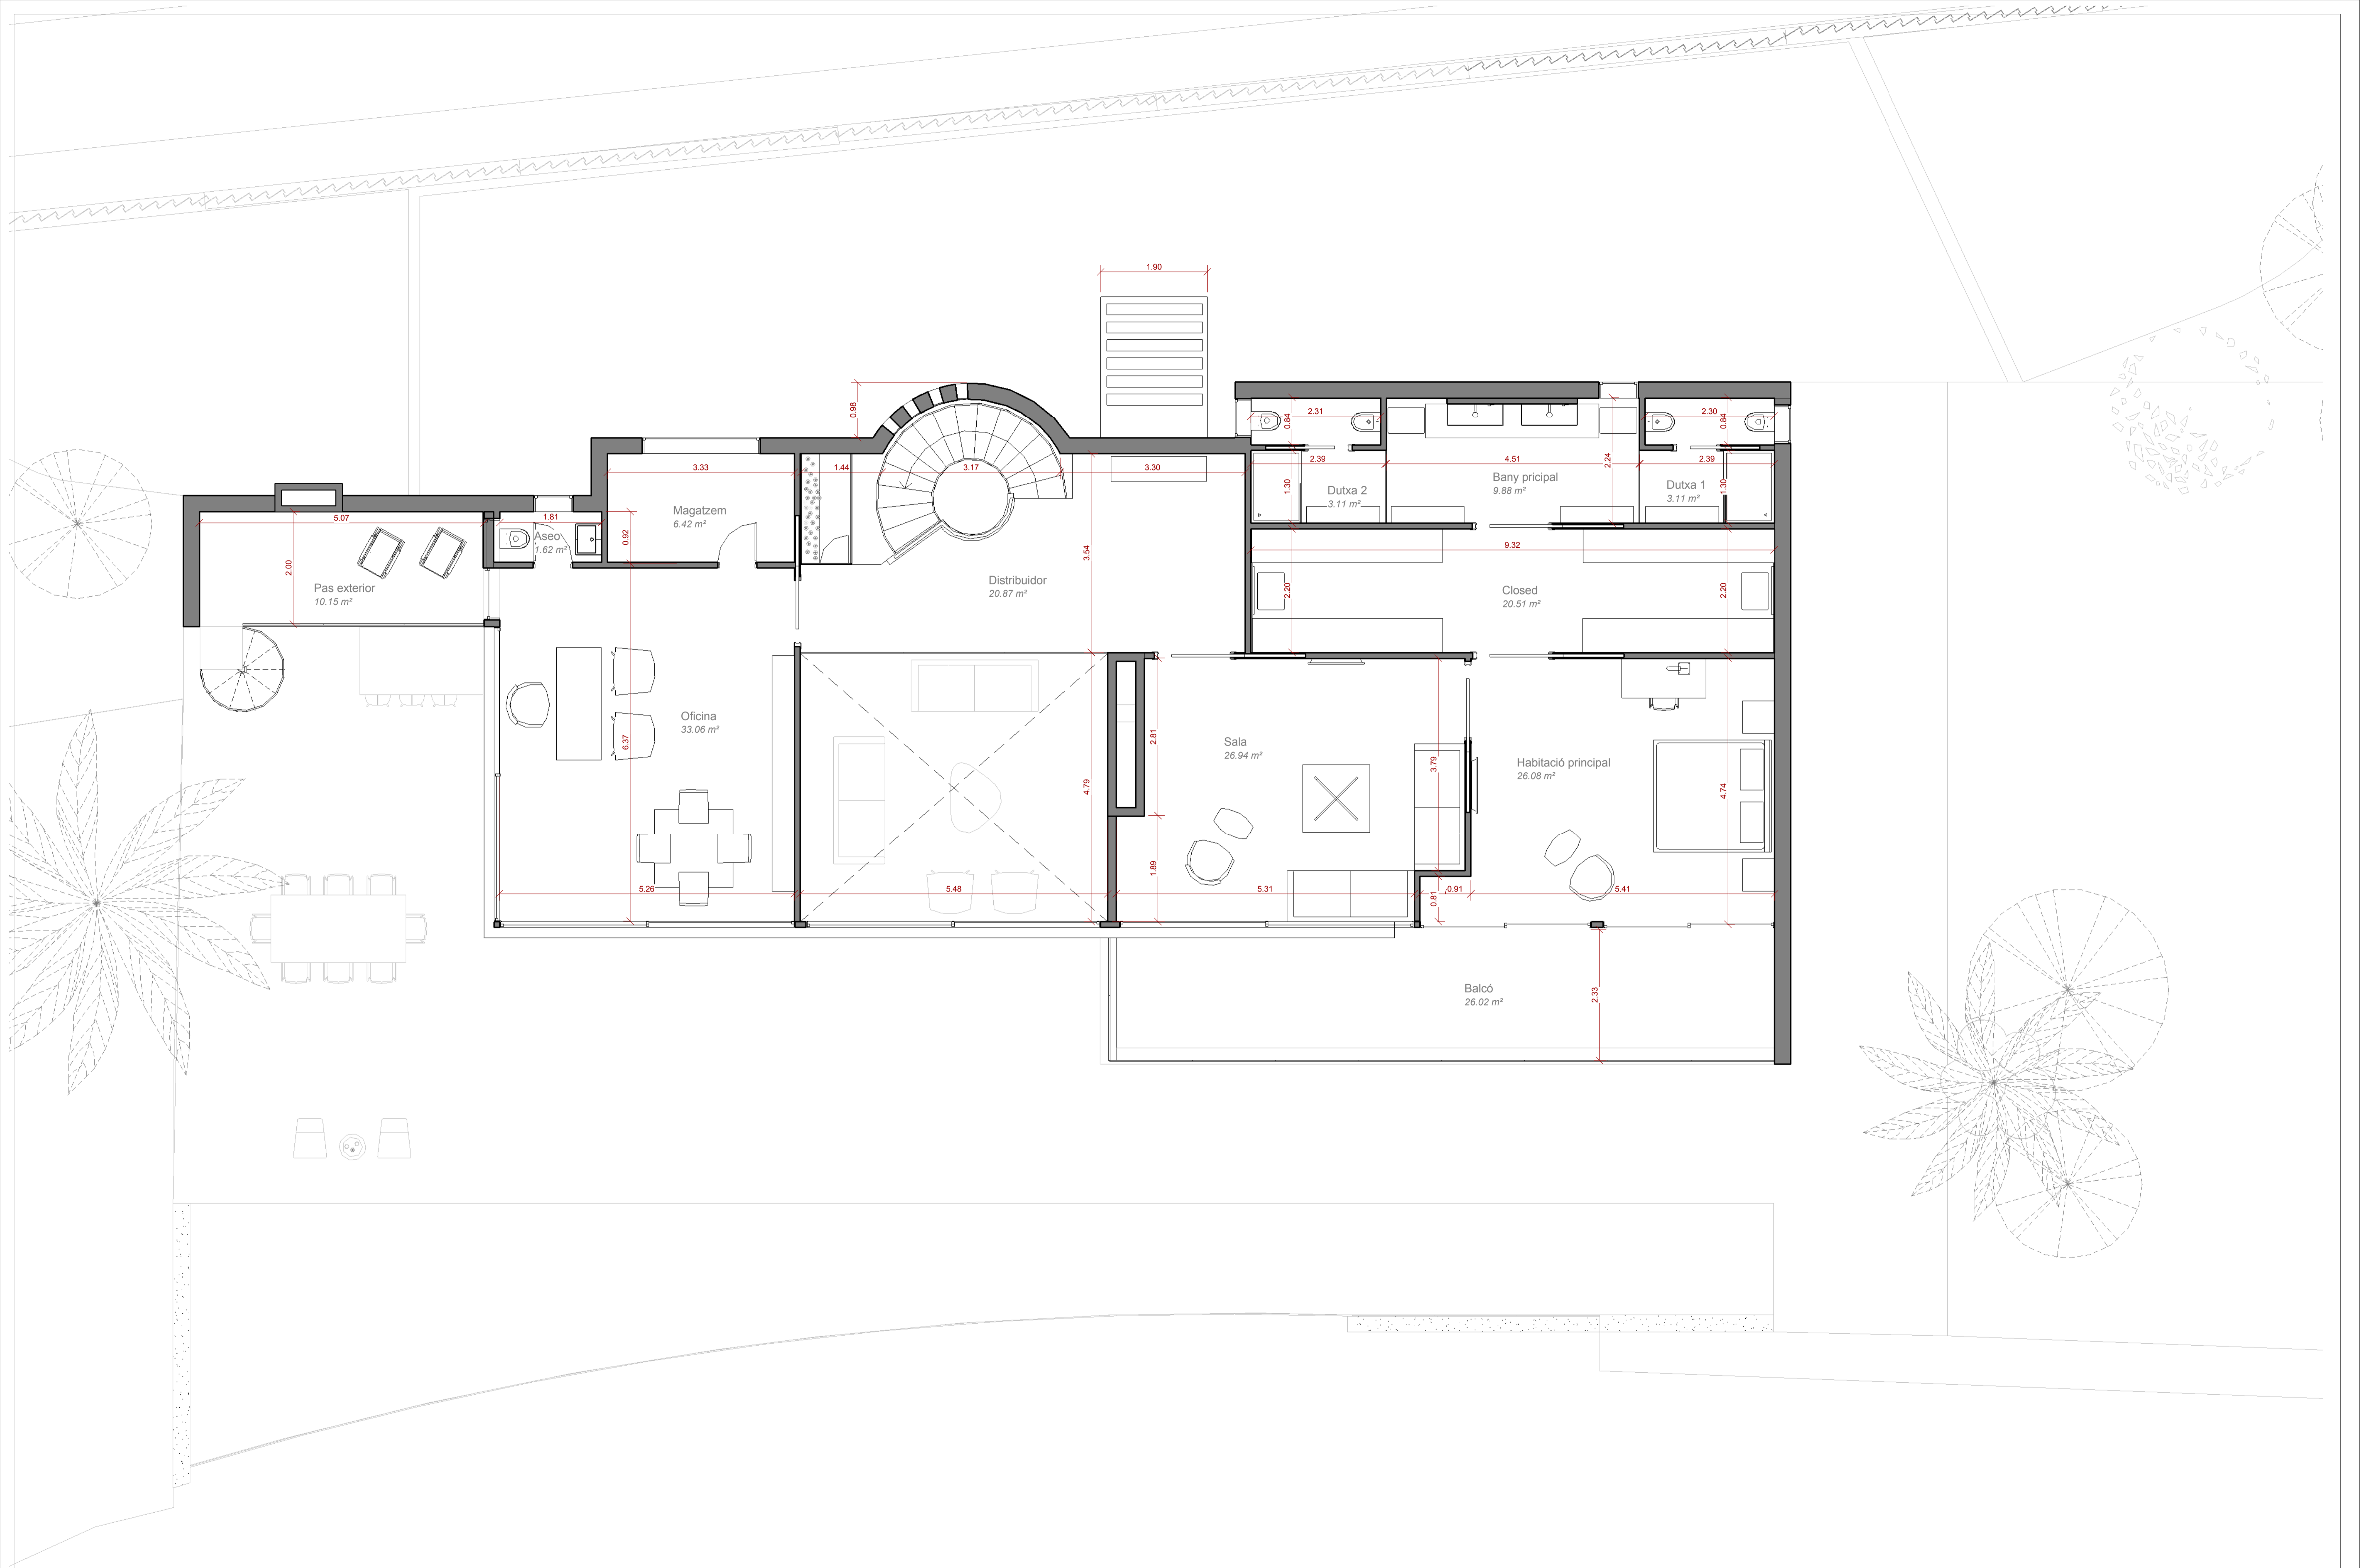 1.90
0.98
0.84
2.31
2.30
0.84
3.33
1.44
3.17
3.30
2.39
4.51
2.24
2.39
Bany pricipal
9.88 m²
Dutxa 2
3.11 m²
Dutxa 1
3.11 m²
1.30
1.30
Magatzem
6.42 m²
5.07
1.81
Aseo
1.62 m²
0.92
3.54
9.32
2.00
Pas exterior
10.15 m²
Distribuidor
20.87 m²
2.20
Closed
20.51 m²
2.20
Oficina
33.06 m²
6.37
2.81
Sala
26.94 m²
3.79
Habitació principal
26.08 m²
4.79
4.74
1.89
5.26
5.48
5.31
0.91
5.41
0.81
Balcó
26.02 m²
2.33